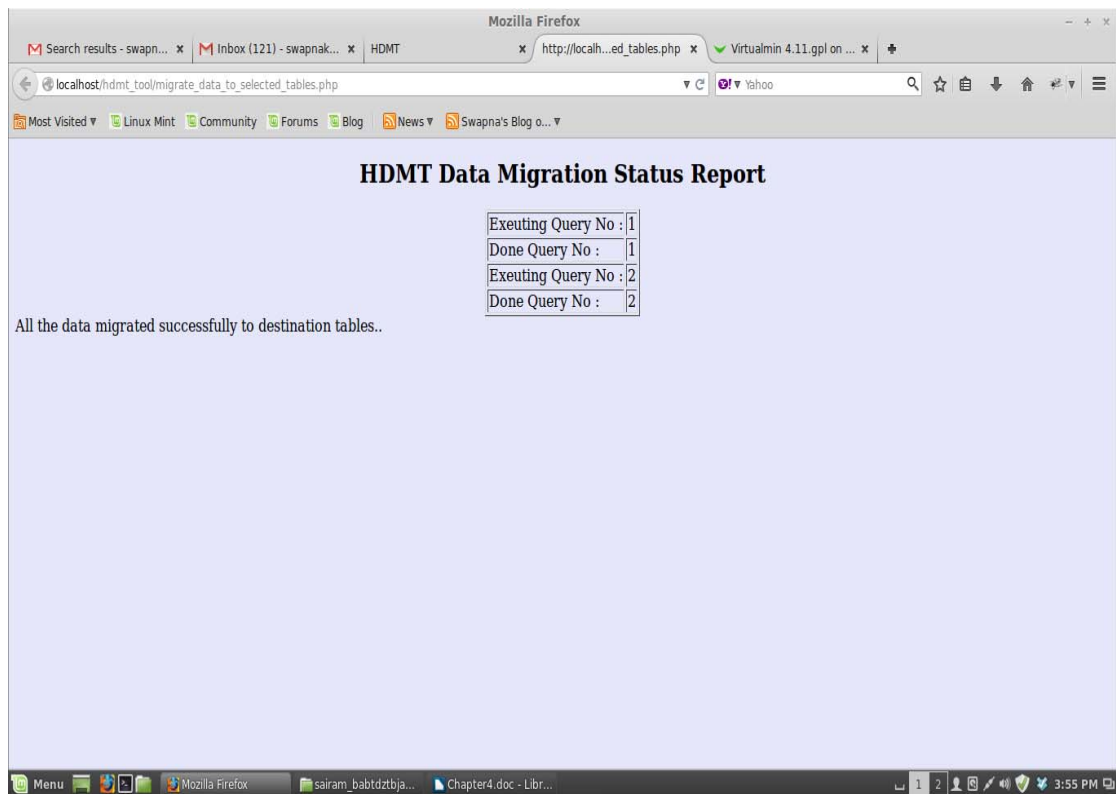 Mozilla Firefox
Search results - swapn... Inbox (121) - swapnak... HDMT http://localh...ed_tables.php Virtualmin 4.11.gpl on ...
localhost/hdmt_tool/migrate_data_to_selected_tables.php Yahoo
Most Visited Linux Mint Community Forums Blog News Swapna's Blog o...
HDMT Data Migration Status Report
Exeuting Query No : 1
Done Query No : 1
Exeuting Query No : 2
Done Query No : 2
All the data migrated successfully to destination tables..
Menu Mozilla Firefox sairam_babtdztbja... Chapter4.doc - Libr... 1 2 3:55 PM